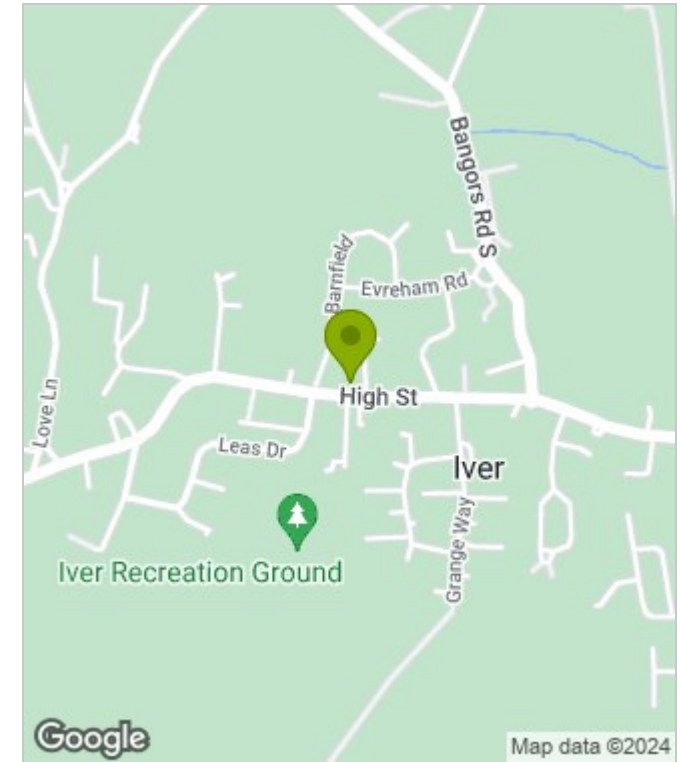 Bangors Rd S
Barnfield
Evreham Rd
High St
Love Ln
Leas Dr
Iver
Grange Way
Iver Recreation Ground
Google
Map data ©2024